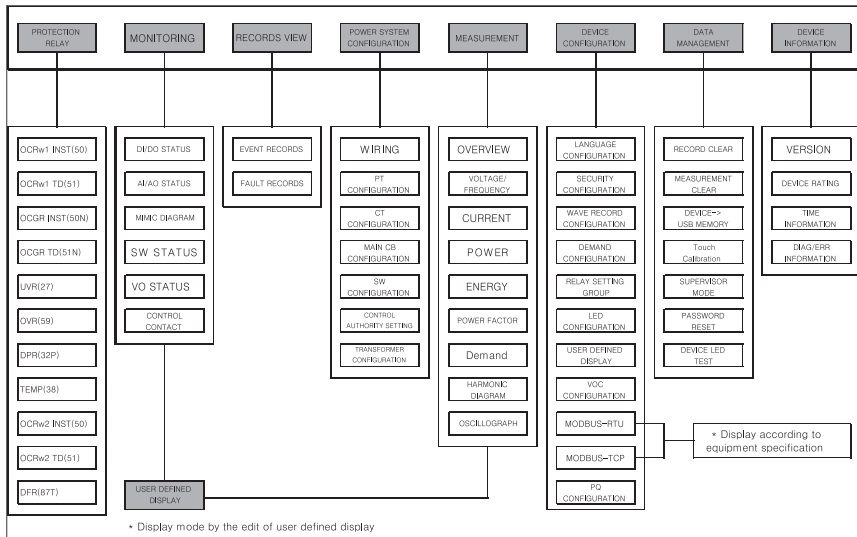 PROTECTION
RELAY
MONITORING
RECORDS VIEW
POWER SYSTEM
CONFIGURATION
MEASUREMENT
DEVICE
CONFIGURATION
DATA
MANAGEMENT
DEVICE
INFORMATION
OCRw1 INST(50)
OCRw1 TD(51)
OCGR INST(50N)
OCGR TD(51N)
UVR(27)
OVR(59)
DPR(32P)
TEMP(38)
OCRw2 INST(50)
OCRw2 TD(51)
DFR(87T)
DI/DO STATUS
AI/AO STATUS
MIMIC DIAGRAM
SW STATUS
VO STATUS
CONTROL
CONTACT
USER DEFINED
DISPLAY
EVENT RECORDS
FAULT RECORDS
WIRING
PT
CONFIGURATION
CT
CONFIGURATION
MAIN CB
CONFIGURATION
SW
CONFIGURATION
CONTROL
AUTHORITY SETTING
TRANSFORMER
CONFIGURATION
OVERVIEW
VOLTAGE/
FREQUENCY
CURRENT
POWER
ENERGY
POWER FACTOR
Demand
HARMONIC
DIAGRAM
OSCILLOGRAPH
LANGUAGE
CONFIGURATION
SECURITY
CONFIGURATION
WAVE RECORD
CONFIGURATION
DEMAND
CONFIGURATION
RELAY SETTING
GROUP
LED
CONFIGURATION
USER DEFINED
DISPLAY
VOC
CONFIGURATION
MODBUS-RTU
MODBUS-TCP
PQ
CONFIGURATION
RECORD CLEAR
MEASUREMENT
CLEAR
DEVICE->
USB MEMORY
Touch
Calibration
SUPERVISOR
MODE
PASSWORD
RESET
DEVICE LED
TEST
VERSION
DEVICE RATING
TIME
INFORMATION
DIAG/ERR
INFORMATION
* Display according to
equipment specification
* Display mode by the edit of user defined display